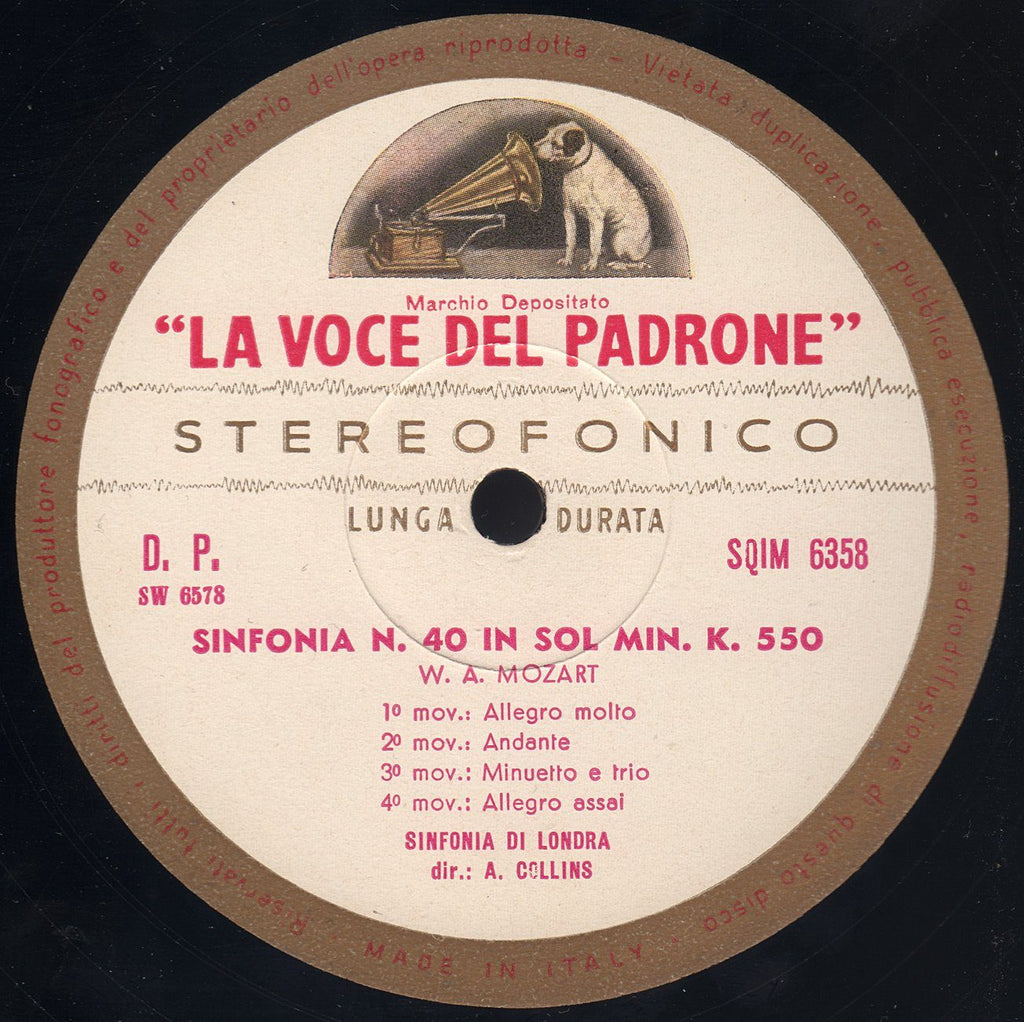 Riservati tutti i diritti del produttore fonografico e del proprietario dell'opera riprodotta - Vietata duplicazione, pubblica esecuzione, radiodiffusione di questo disco
Marchio Depositato
“LA VOCE DEL PADRONE”
STEREOFONICO
LUNGA DURATA
D. P.
SW 6578
SQIM 6358
SINFONIA N. 40 IN SOL MIN. K. 550
W. A. MOZART
1º mov.: Allegro molto
2º mov.: Andante
3º mov.: Minuetto e trio
4º mov.: Allegro assai
SINFONIA DI LONDRA
dir.: A. COLLINS
MADE IN ITALY